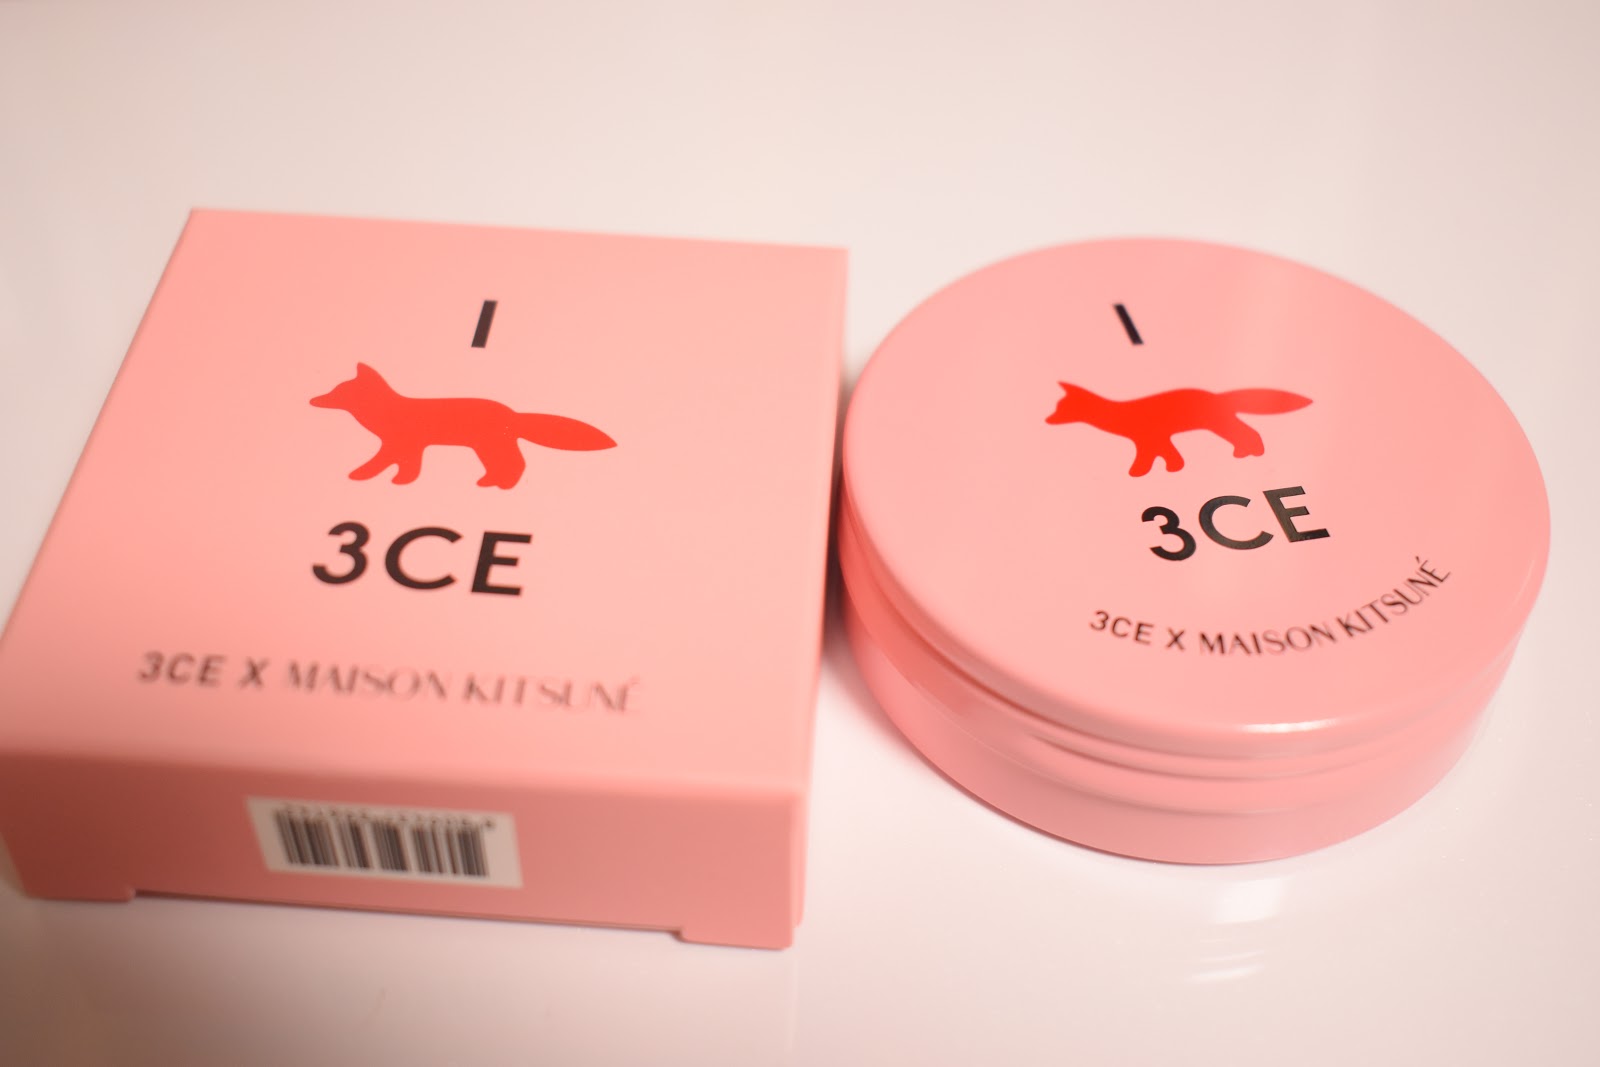 I
3CE
3CE X MAISON KITSUNÉ
I
3CE
3CE X MAISON KITSUNÉ